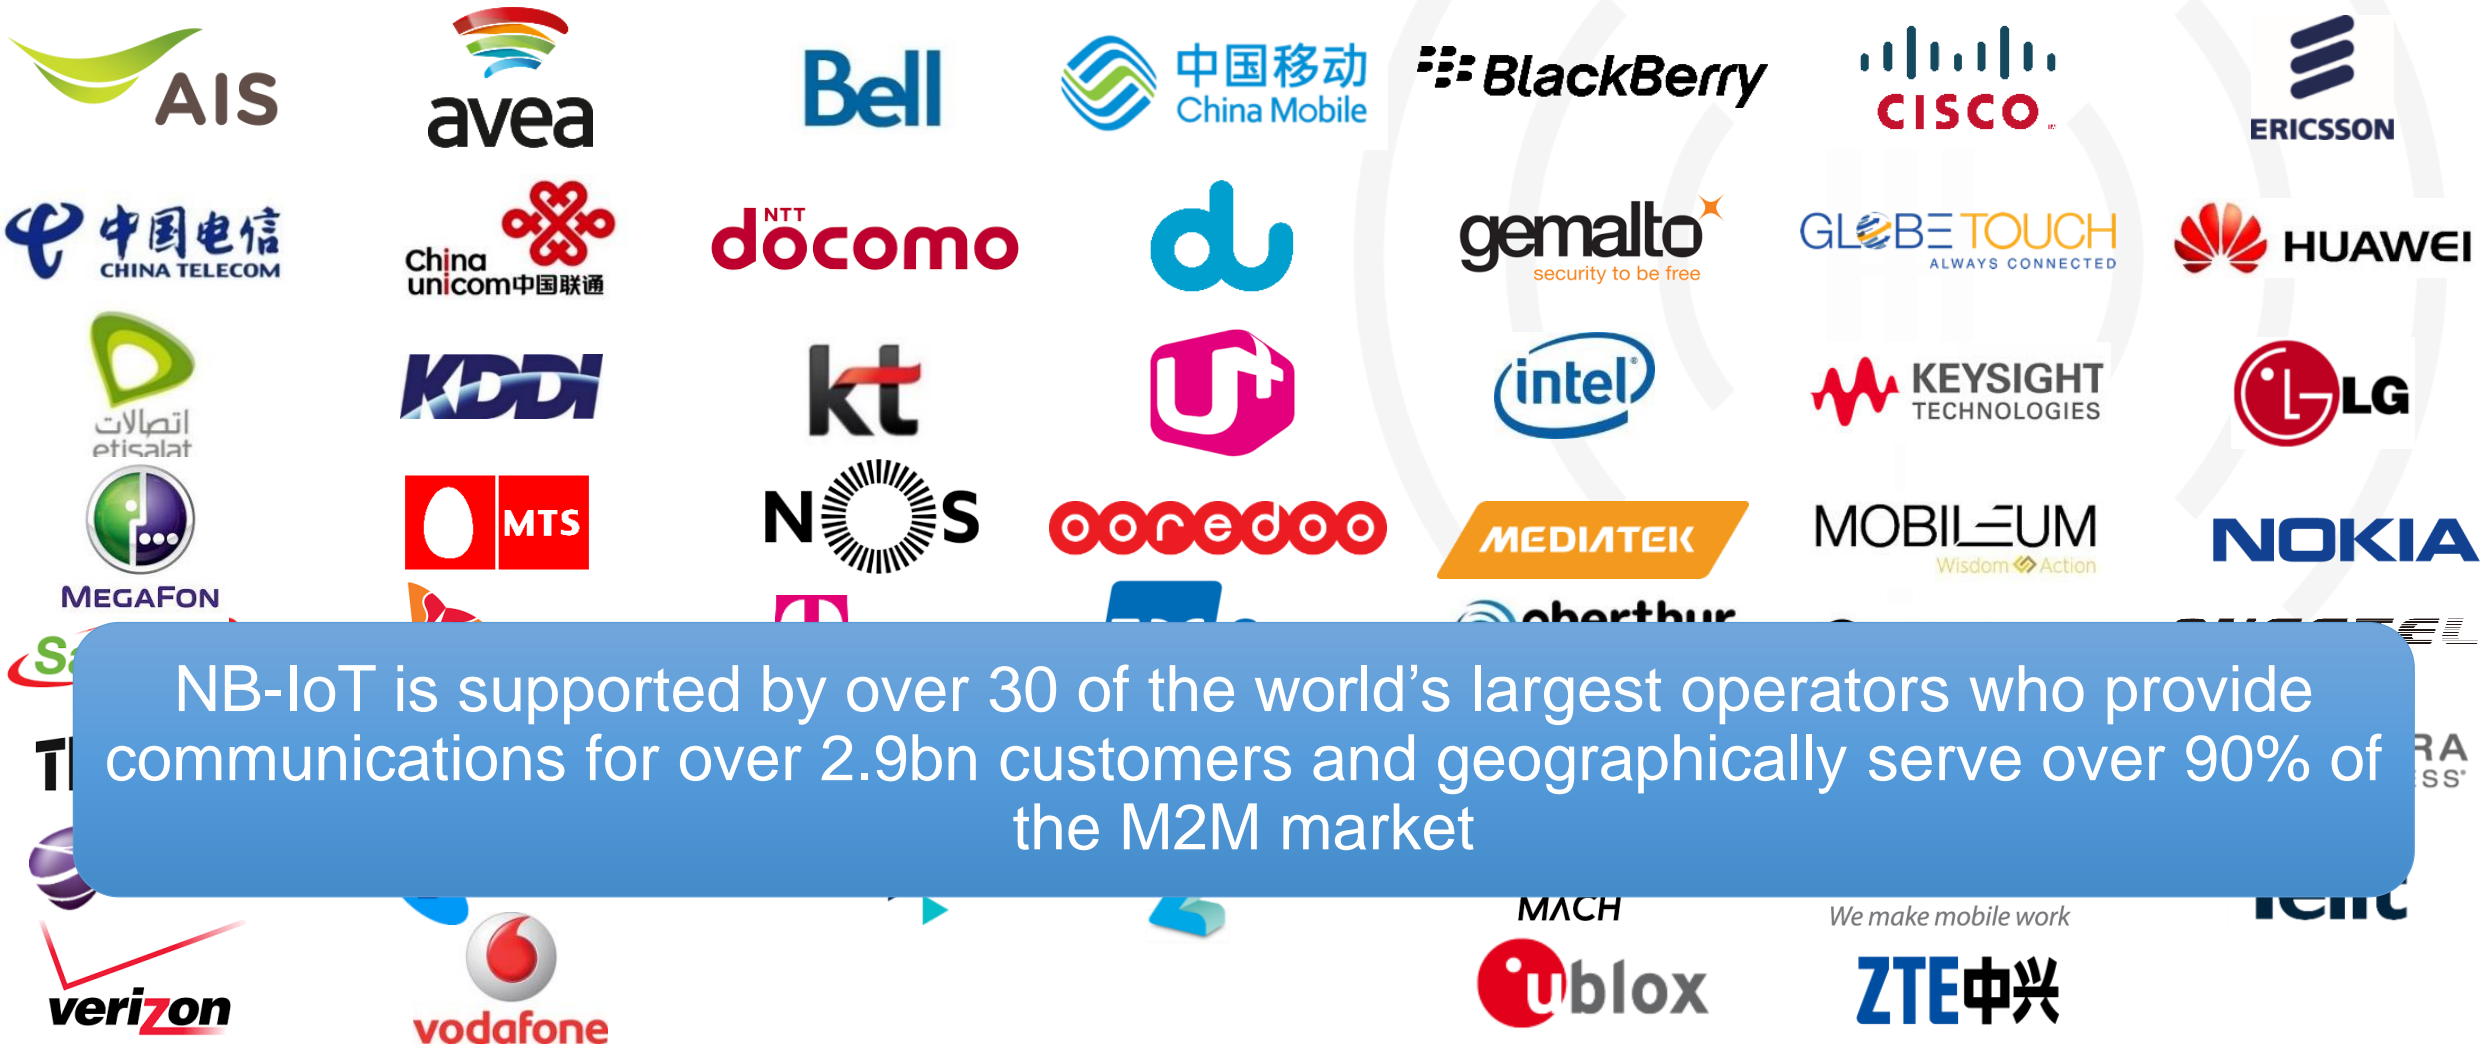 AIS
avea
Bell
中国移动
China Mobile
BlackBerry
CISCO
ERICSSON
中国电信
CHINA TELECOM
China
unicom中国联通
NTT
docomo
du
gemalto
security to be free
GLOBETOUCH
ALWAYS CONNECTED
HUAWEI
اتصالات
etisalat
KDDI
kt
U+
intel
KEYSIGHT
TECHNOLOGIES
LG
MEGAFON
MTS
NOS
ooredoo
MEDIATEK
MOBILEUM
Wisdom Action
NOKIA
oberthur
NB-IoT is supported by over 30 of the world’s largest operators who provide
communications for over 2.9bn customers and geographically serve over 90% of
the M2M market
MACH
We make mobile work
Telit
verizon
vodafone
ublox
ZTE中兴